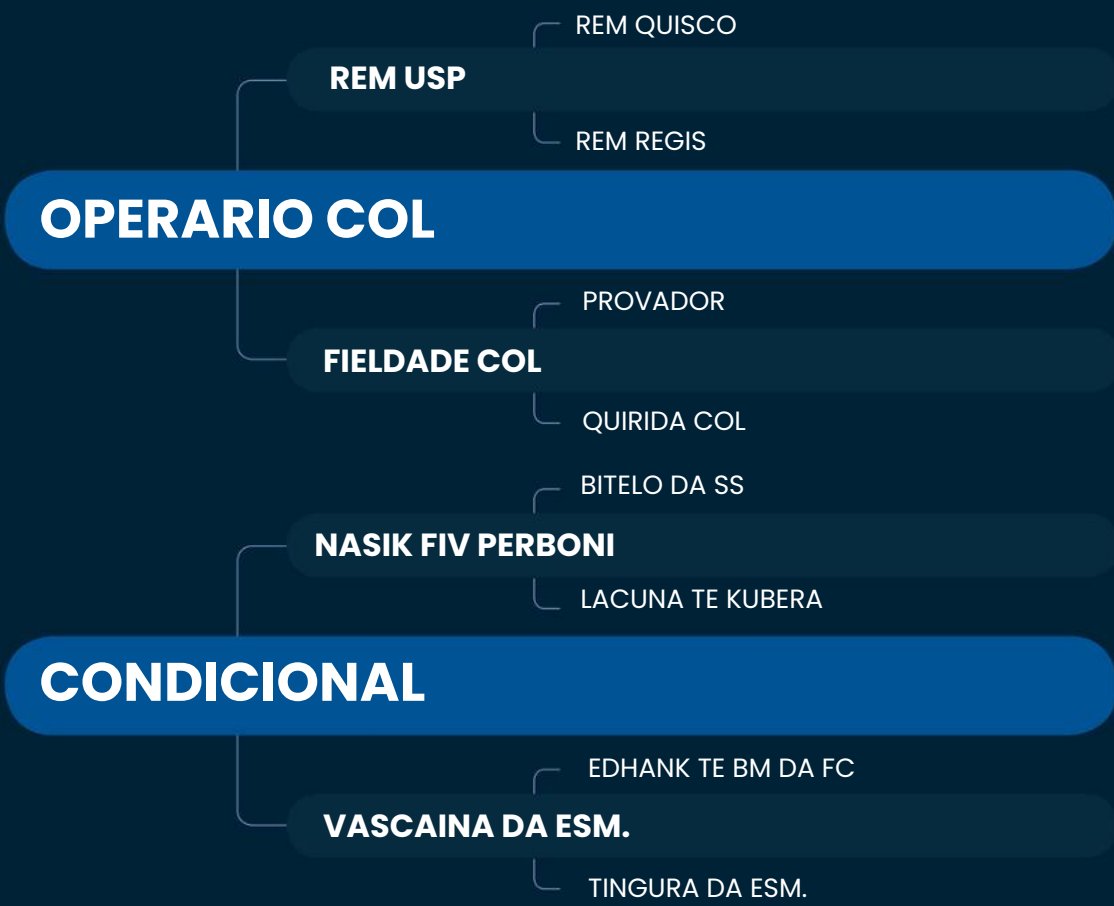 REM QUISCO
REM USP
REM REGIS
OPERARIO COL
PROVADOR
FIELDADE COL
QUIRIDA COL
BITELO DA SS
NASIK FIV PERBONI
LACUNA TE KUBERA
CONDICIONAL
EDHANK TE BM DA FC
VASCAINA DA ESM.
TINGURA DA ESM.